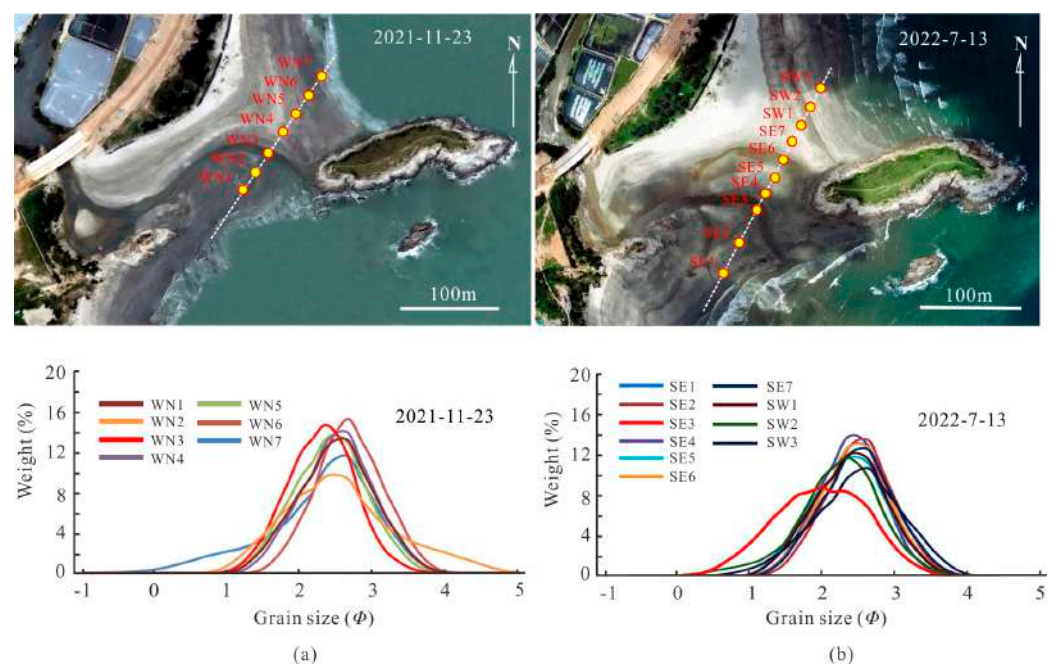 2021-11-23
N
WN7
WN6
WN5
WN4
WN3
WN2
WN1
100m
2022-7-13
N
SW3
SW2
SW1
SE7
SE6
SE5
SE4
SE3
SE2
SE1
100m
20
16
12
8
4
0
Weight (%)
WN1
WN2
WN3
WN4
WN5
WN6
WN7
2021-11-23
-1 0 1 2 3 4 5
Grain size (Φ)
(a)
20
16
12
8
4
0
Weight (%)
SE1
SE2
SE3
SE4
SE5
SE6
SE7
SW1
SW2
SW3
2022-7-13
-1 0 1 2 3 4 5
Grain size (Φ)
(b)